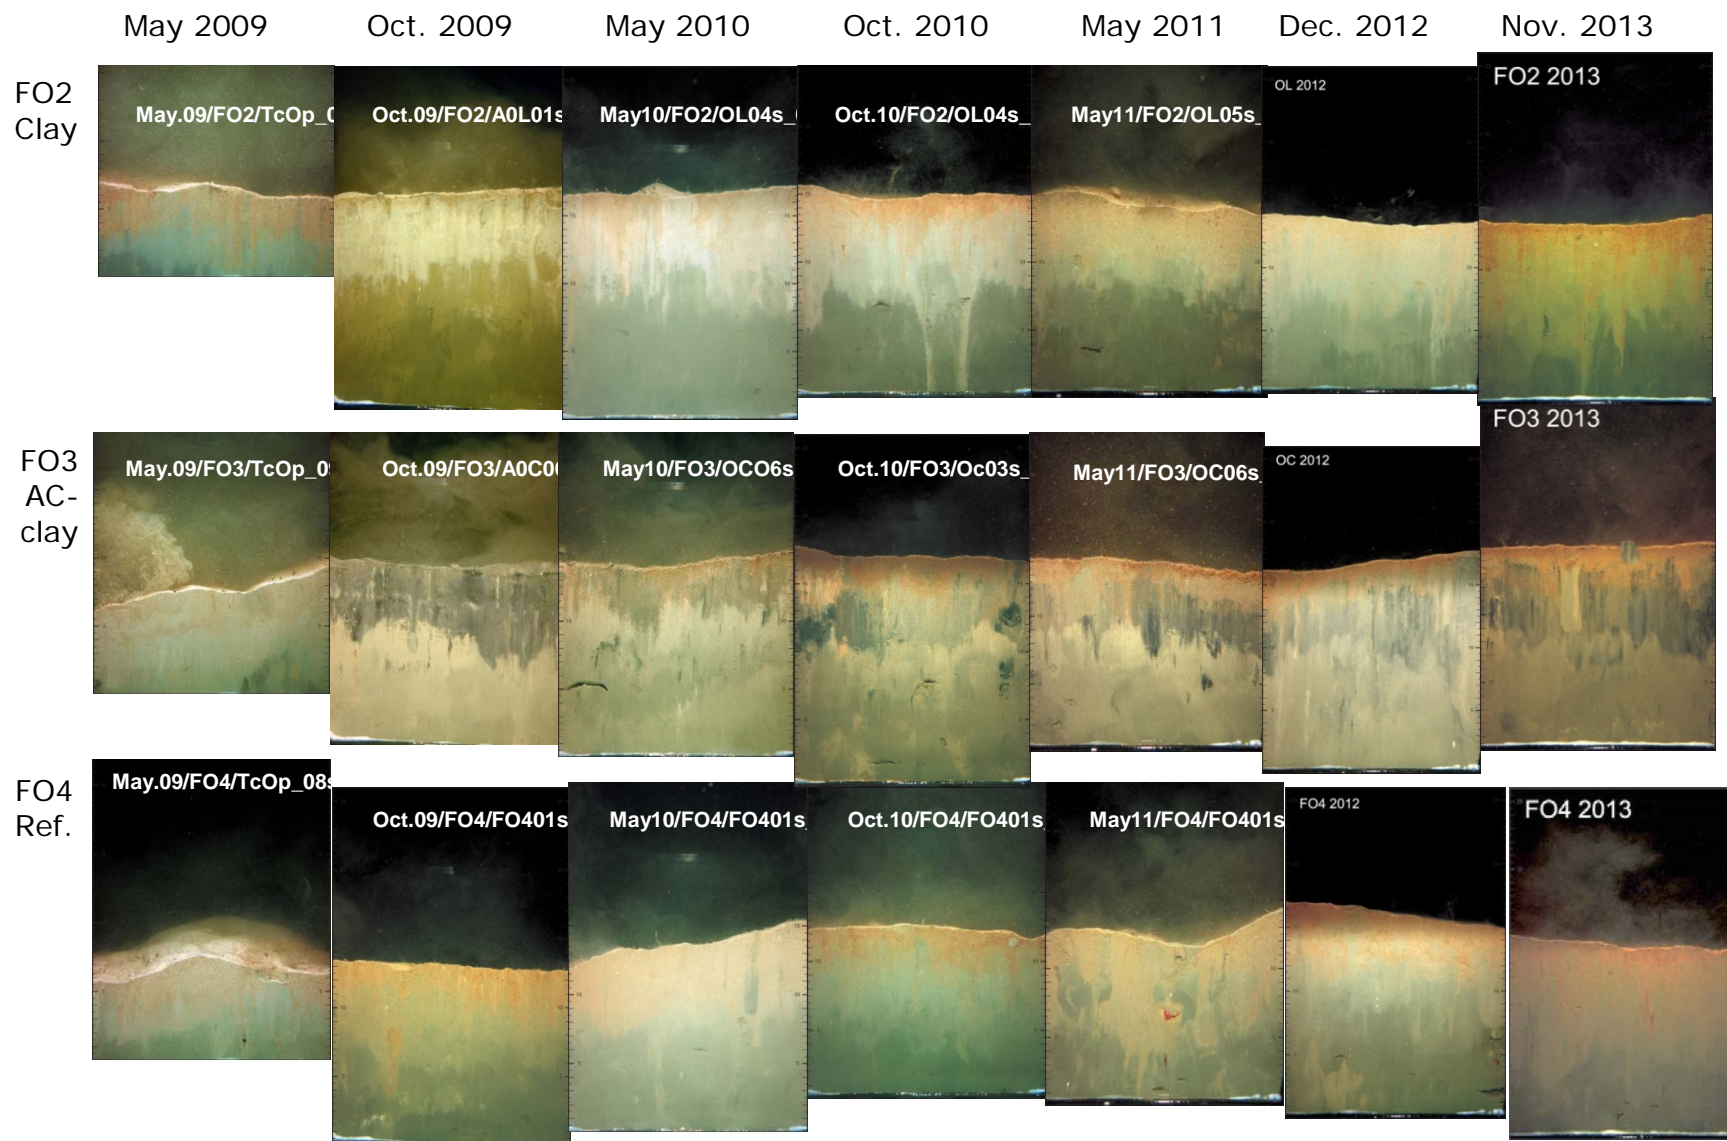 May 2009 Oct. 2009 May 2010 Oct. 2010 May 2011 Dec. 2012 Nov. 2013
FO2
Clay
May.09/FO2/TcOp_0
Oct.09/FO2/A0L01s
May10/FO2/OL04s_
Oct.10/FO2/OL04s_
May11/FO2/OL05s_
OL 2012
FO2 2013
FO3
AC-
clay
May.09/FO3/TcOp_0
Oct.09/FO3/A0C0
May10/FO3/OCO6s
Oct.10/FO3/Oc03s_
May11/FO3/OC06s
OC 2012
FO3 2013
FO4
Ref.
May.09/FO4/TcOp_08s
Oct.09/FO4/FO401s
May10/FO4/FO401s
Oct.10/FO4/FO401s
May11/FO4/FO401s
FO4 2012
FO4 2013